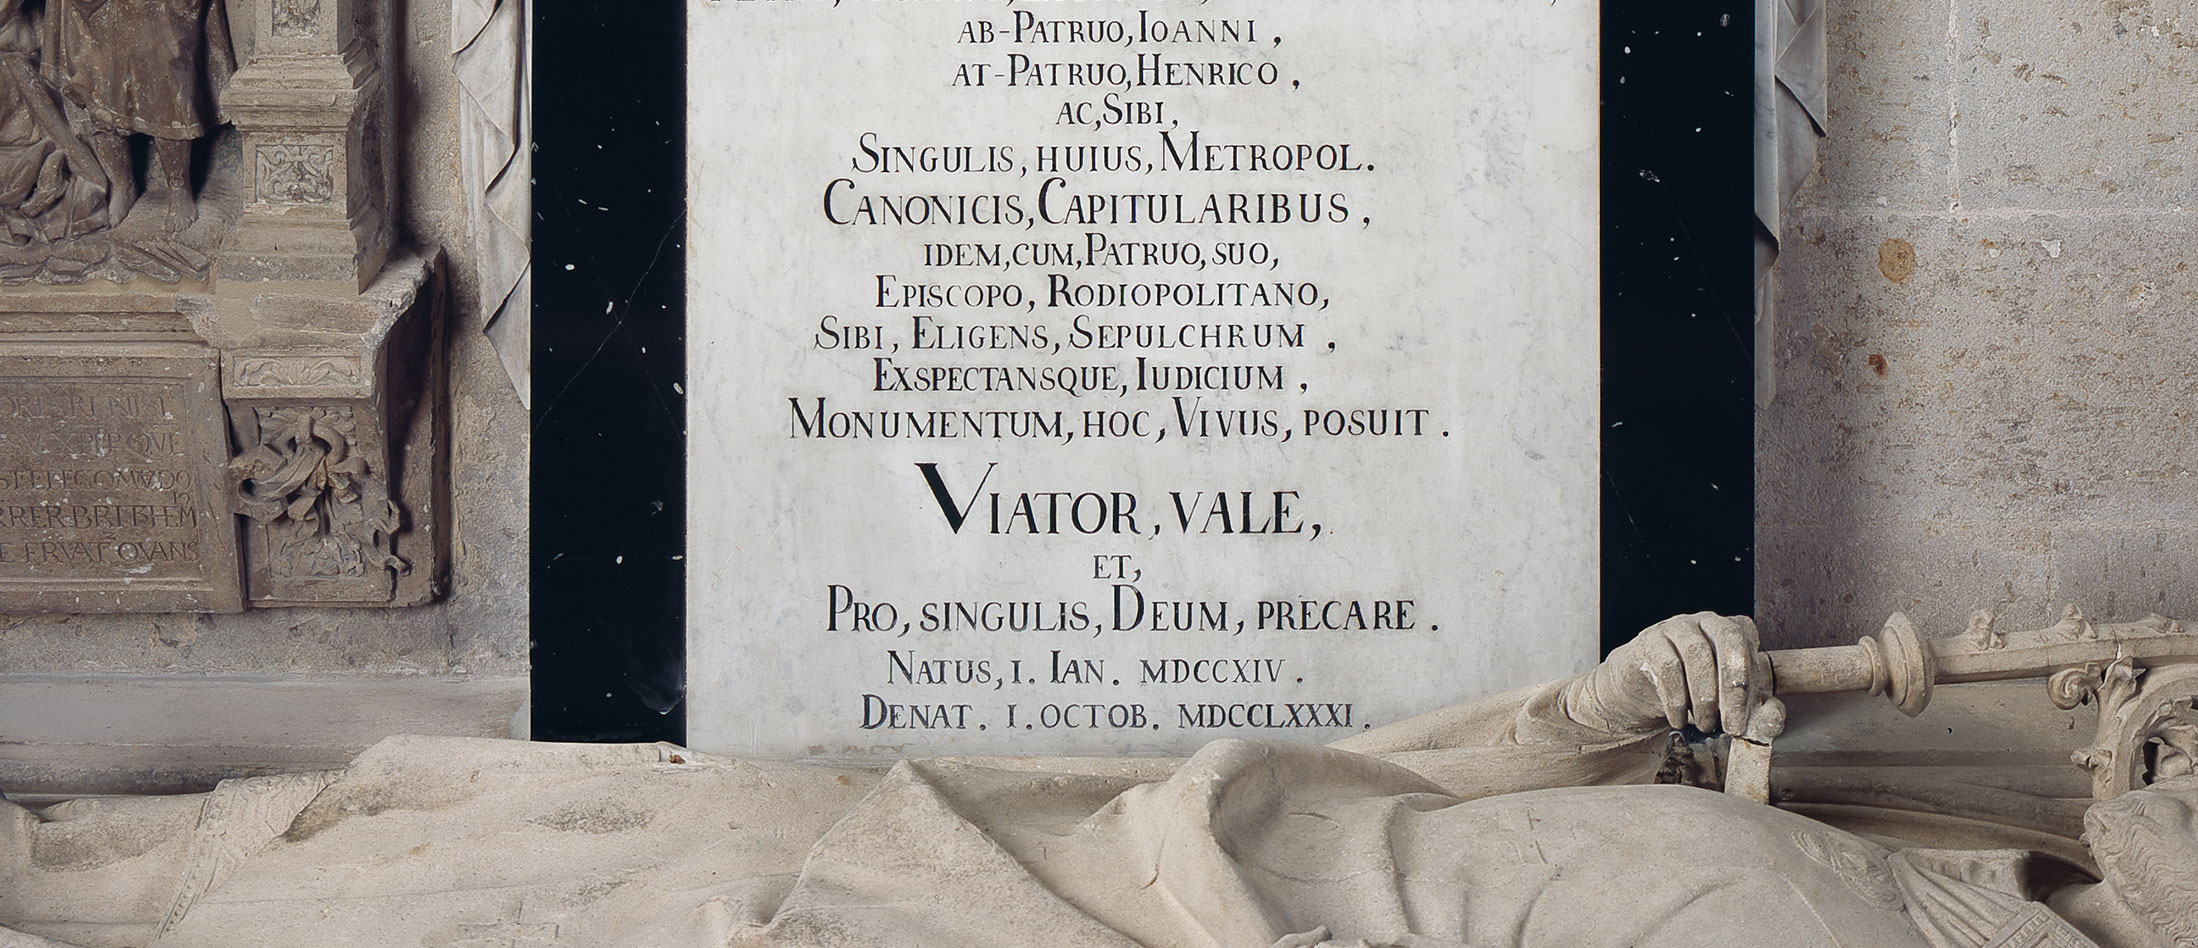 AB-PATRUO, IOANNI,
AT-PATRUO, HENRICO,
AC, SIBI,
SINGULIS, HUIUS, METROPOL.
CANONICIS, CAPITULARIBUS,
IDEM, CUM, PATRUO, SUO,
EPISCOPO, RODIOPOLITANO,
SIBI, ELIGENS, SEPULCHRUM,
EXSPECTANSQUE, IUDICIUM,
MONUMENTUM, HOC, VIVUS, POSUIT.
VIATOR, VALE,
ET,
PRO, SINGULIS, DEUM, PRECARE.
NATUS, I. IAN. MDCCXIV.
DENAT. I. OCTOB. MDCCLXXXI.
QVANS